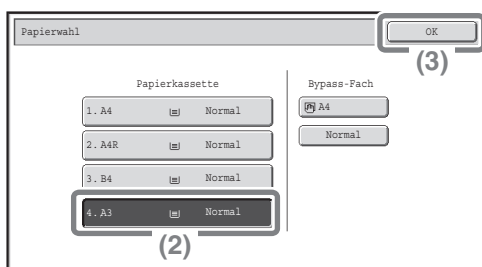 Papierwahl
OK
(3)
Papierkassette
Bypass-Fach
1. A4 Normal
A4
2. A4R Normal
Normal
3. B4 Normal
4. A3 Normal
(2)